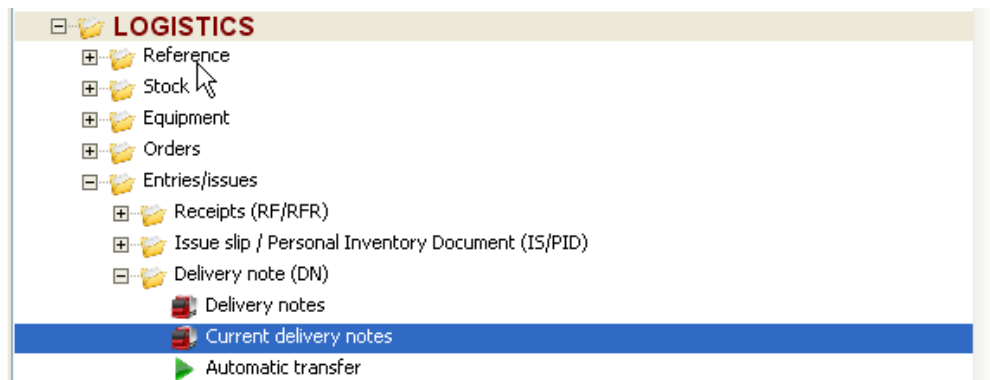 LOGISTICS
Reference
Stock
Equipment
Orders
Entries/issues
Receipts (RF/RFR)
Issue slip / Personal Inventory Document (IS/PID)
Delivery note (DN)
Delivery notes
Current delivery notes
Automatic transfer